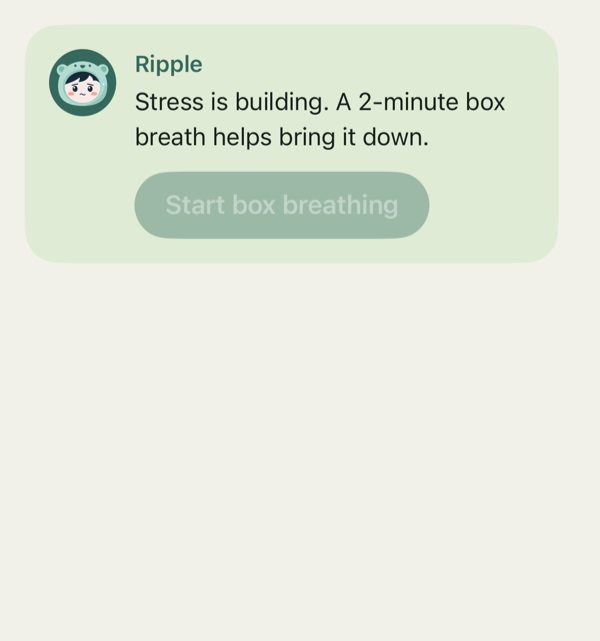 Ripple
Stress is building. A 2-minute box
breath helps bring it down.
Start box breathing